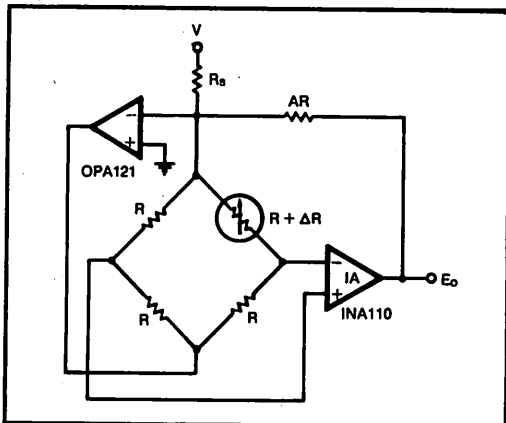 V
Rs
AR
−
+
OPA121
R
R + ΔR
−
IA
+
Eo
INA110
R
R